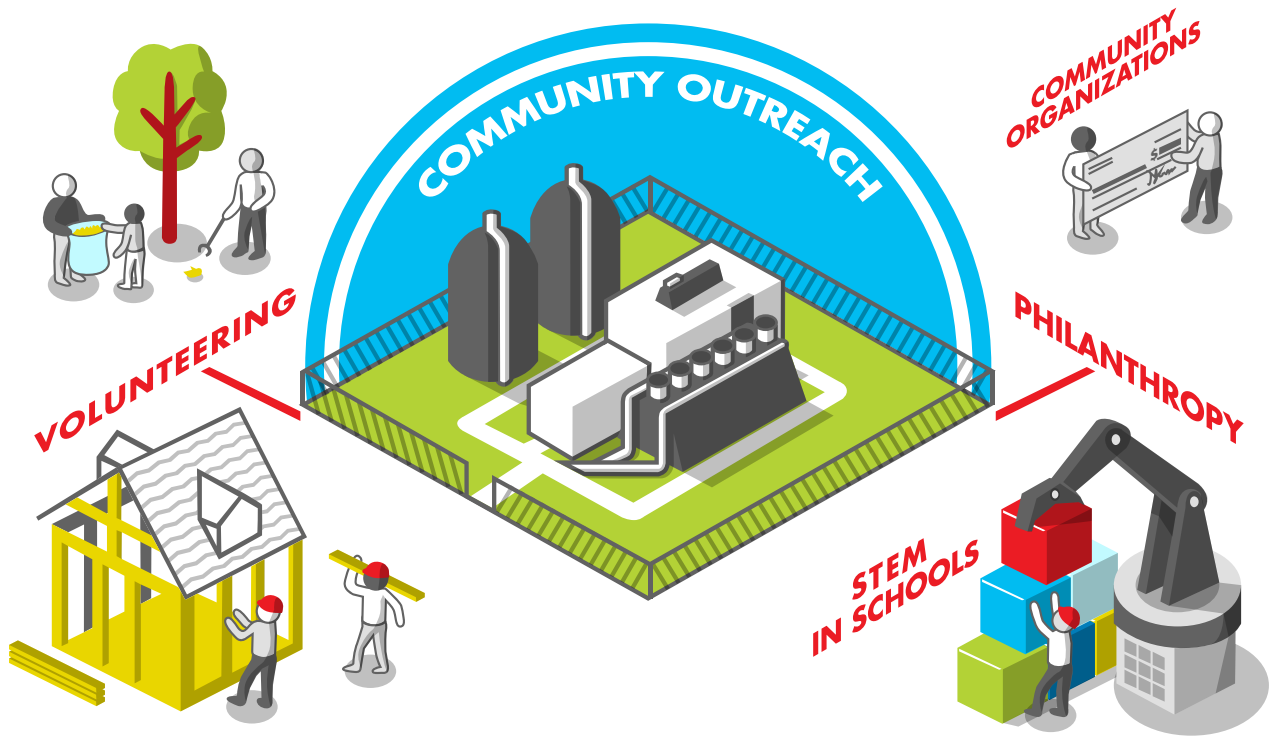 COMMUNITY OUTREACH
COMMUNITY
ORGANIZATIONS
$
VOLUNTEERING
PHILANTHROPY
STEM
IN SCHOOLS